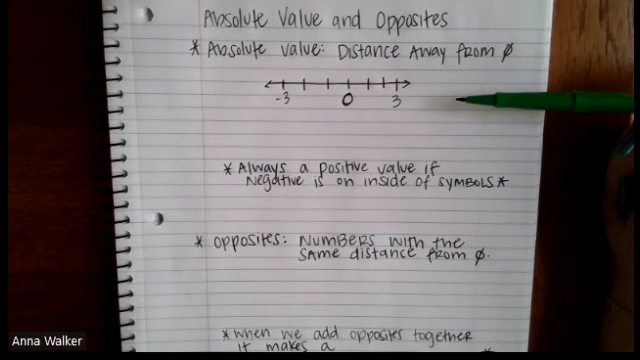 Absolute Value and Opposites
* Absolute value: Distance Away from 0
-3 0 3
* Always a positive value if
Negative is on inside of symbols *
* Opposites: Numbers with the
same distance from 0.
* when we add opposites together
it makes a
Anna Walker